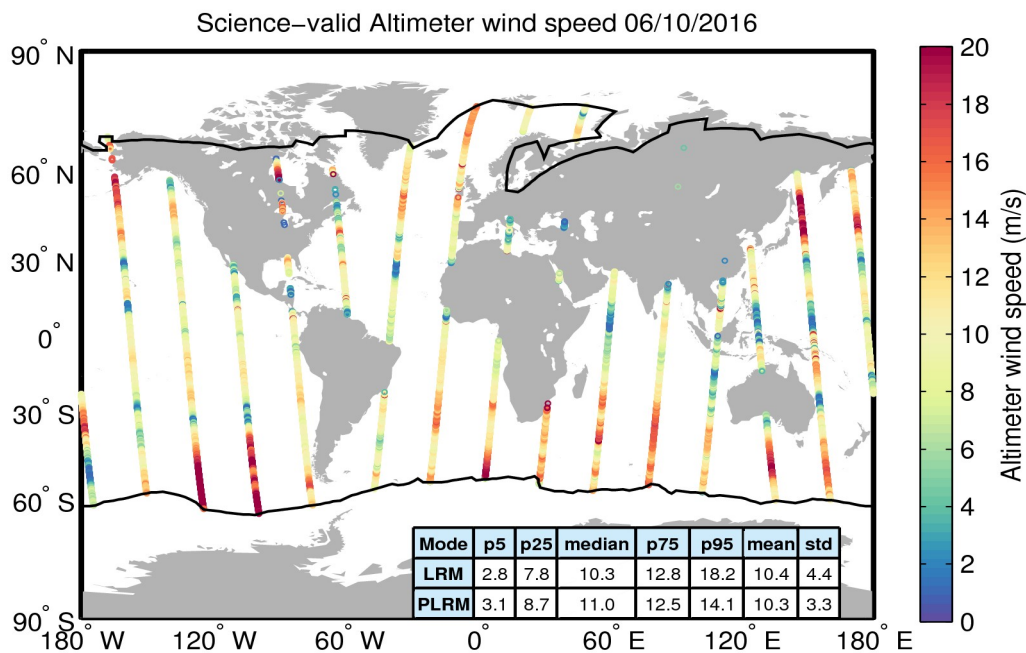 Science−valid Altimeter wind speed 06/10/2016
90° N
60° N
30° N
0°
30° S
60° S
90° S
180° W
120° W
60° W
0°
60° E
120° E
180° E
Mode p5 p25 median p75 p95 mean std
LRM 2.8 7.8 10.3 12.8 18.2 10.4 4.4
PLRM 3.1 8.7 11.0 12.5 14.1 10.3 3.3
20
18
16
14
12
10
8
6
4
2
0
Altimeter wind speed (m/s)